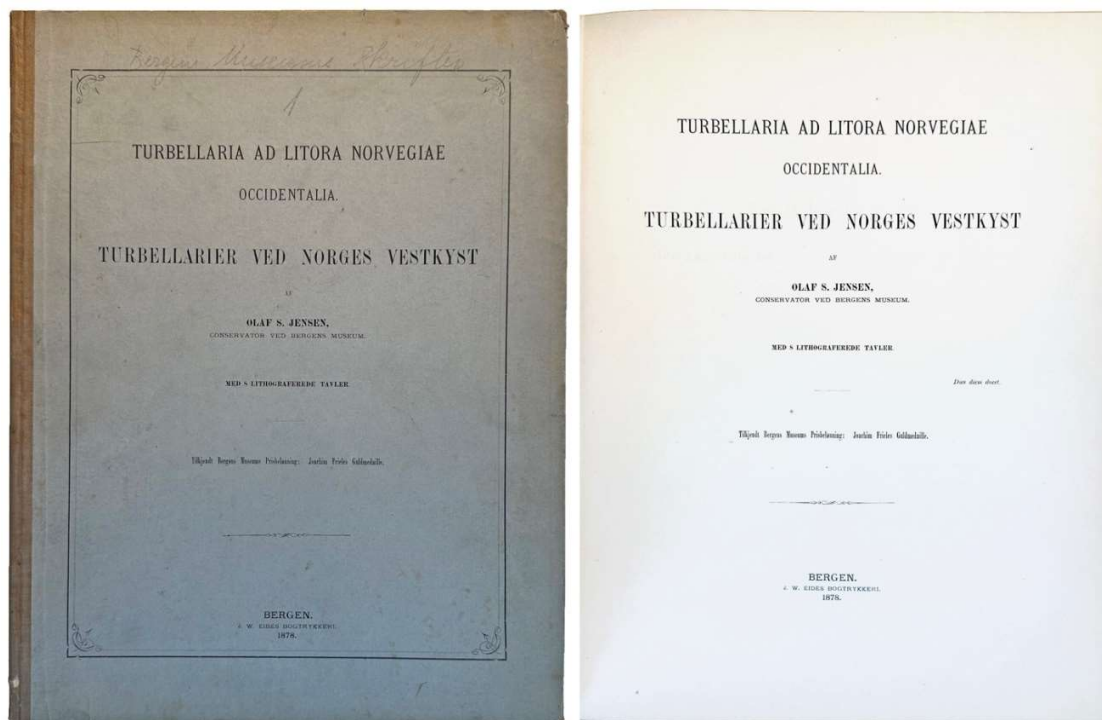 Bergens Museums Skrifter
1
TURBELLARIA AD LITORA NORVEGIAE
OCCIDENTALIA.
TURBELLARIER VED NORGES VESTKYST
AF
OLAF S. JENSEN,
CONSERVATOR VED BERGENS MUSEUM.
MED 8 LITHOGRAFEREDE TAVLER
Tilkjendt Bergens Museums Prisbelønning: Joachim Frieles Guldmedaille.
BERGEN.
J. W. EIDES BOGTRYKKERI.
1878.
TURBELLARIA AD LITORA NORVEGIAE
OCCIDENTALIA.
TURBELLARIER VED NORGES VESTKYST
AF
OLAF S. JENSEN,
CONSERVATOR VED BERGENS MUSEUM.
MED 8 LITHOGRAFEREDE TAVLER
Dies diem docet.
Tilkjendt Bergens Museums Prisbelønning: Joachim Frieles Guldmedaille.
BERGEN.
J. W. EIDES BOGTRYKKERI.
1878.